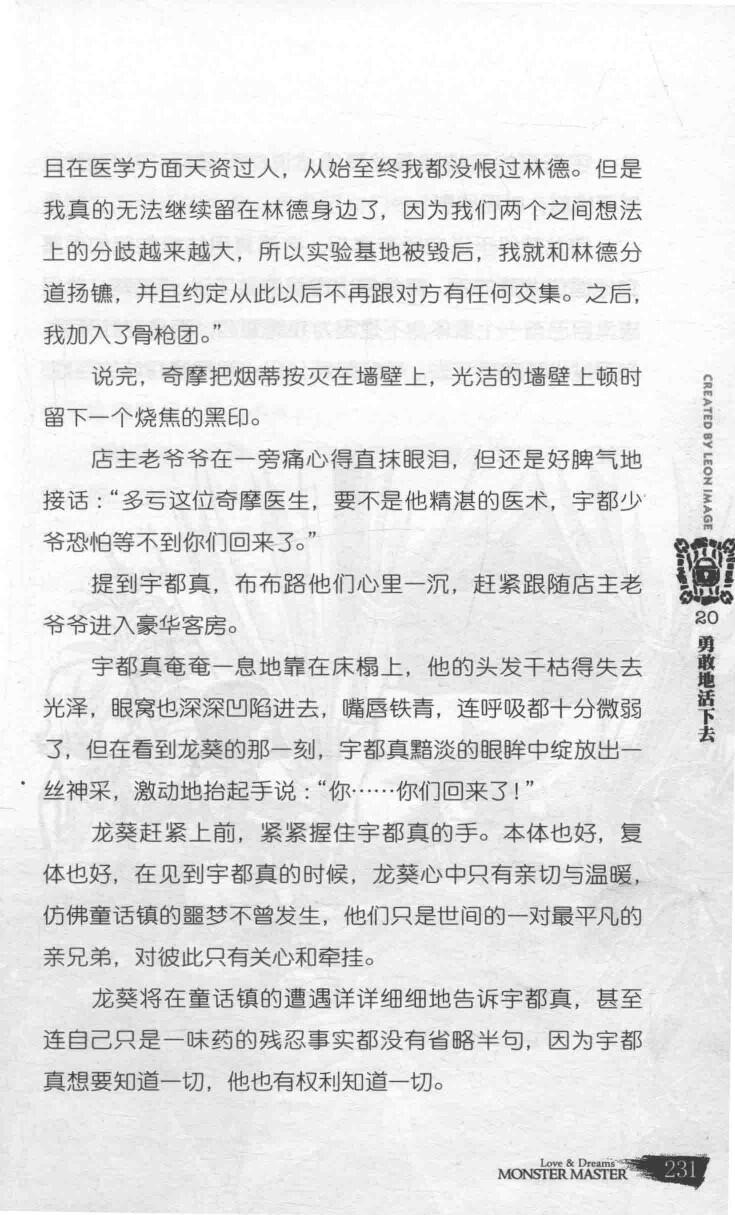 且在医学方面天资过人，从始至终我都没恨过林德。但是
我真的无法继续留在林德身边了，因为我们两个之间想法
上的分歧越来越大，所以实验基地被毁后，我就和林德分
道扬镳，并且约定从此以后不再跟对方有任何交集。之后，
我加入了骨枪团。”
说完，奇摩把烟蒂按灭在墙壁上，光洁的墙壁上顿时
留下一个烧焦的黑印。
店主老爷爷在一旁痛心得直抹眼泪，但还是好脾气地
接话：“多亏这位奇摩医生，要不是他精湛的医术，宇都少
爷恐怕等不到你们回来了。”
提到宇都真，布布路他们心里一沉，赶紧跟随店主老
爷爷进入豪华客房。
宇都真奄奄一息地靠在床榻上，他的头发干枯得失去
光泽，眼窝也深深凹陷进去，嘴唇铁青，连呼吸都十分微弱
了，但在看到龙葵的那一刻，宇都真黯淡的眼眸中绽放出一
丝神采，激动地抬起手说：“你……你们回来了！”
龙葵赶紧上前，紧紧握住宇都真的手。本体也好，复
体也好，在见到宇都真的时候，龙葵心中只有亲切与温暖，
仿佛童话镇的噩梦不曾发生，他们只是世间的一对最平凡的
亲兄弟，对彼此只有关心和牵挂。
龙葵将在童话镇的遭遇详详细细地告诉宇都真，甚至
连自己只是一味药的残忍事实都没有省略半句，因为宇都
真想要知道一切，他也有权利知道一切。
CREATED BY LEON IMAGE
20
勇敢地活下去
Love & Dreams
MONSTER MASTER
231